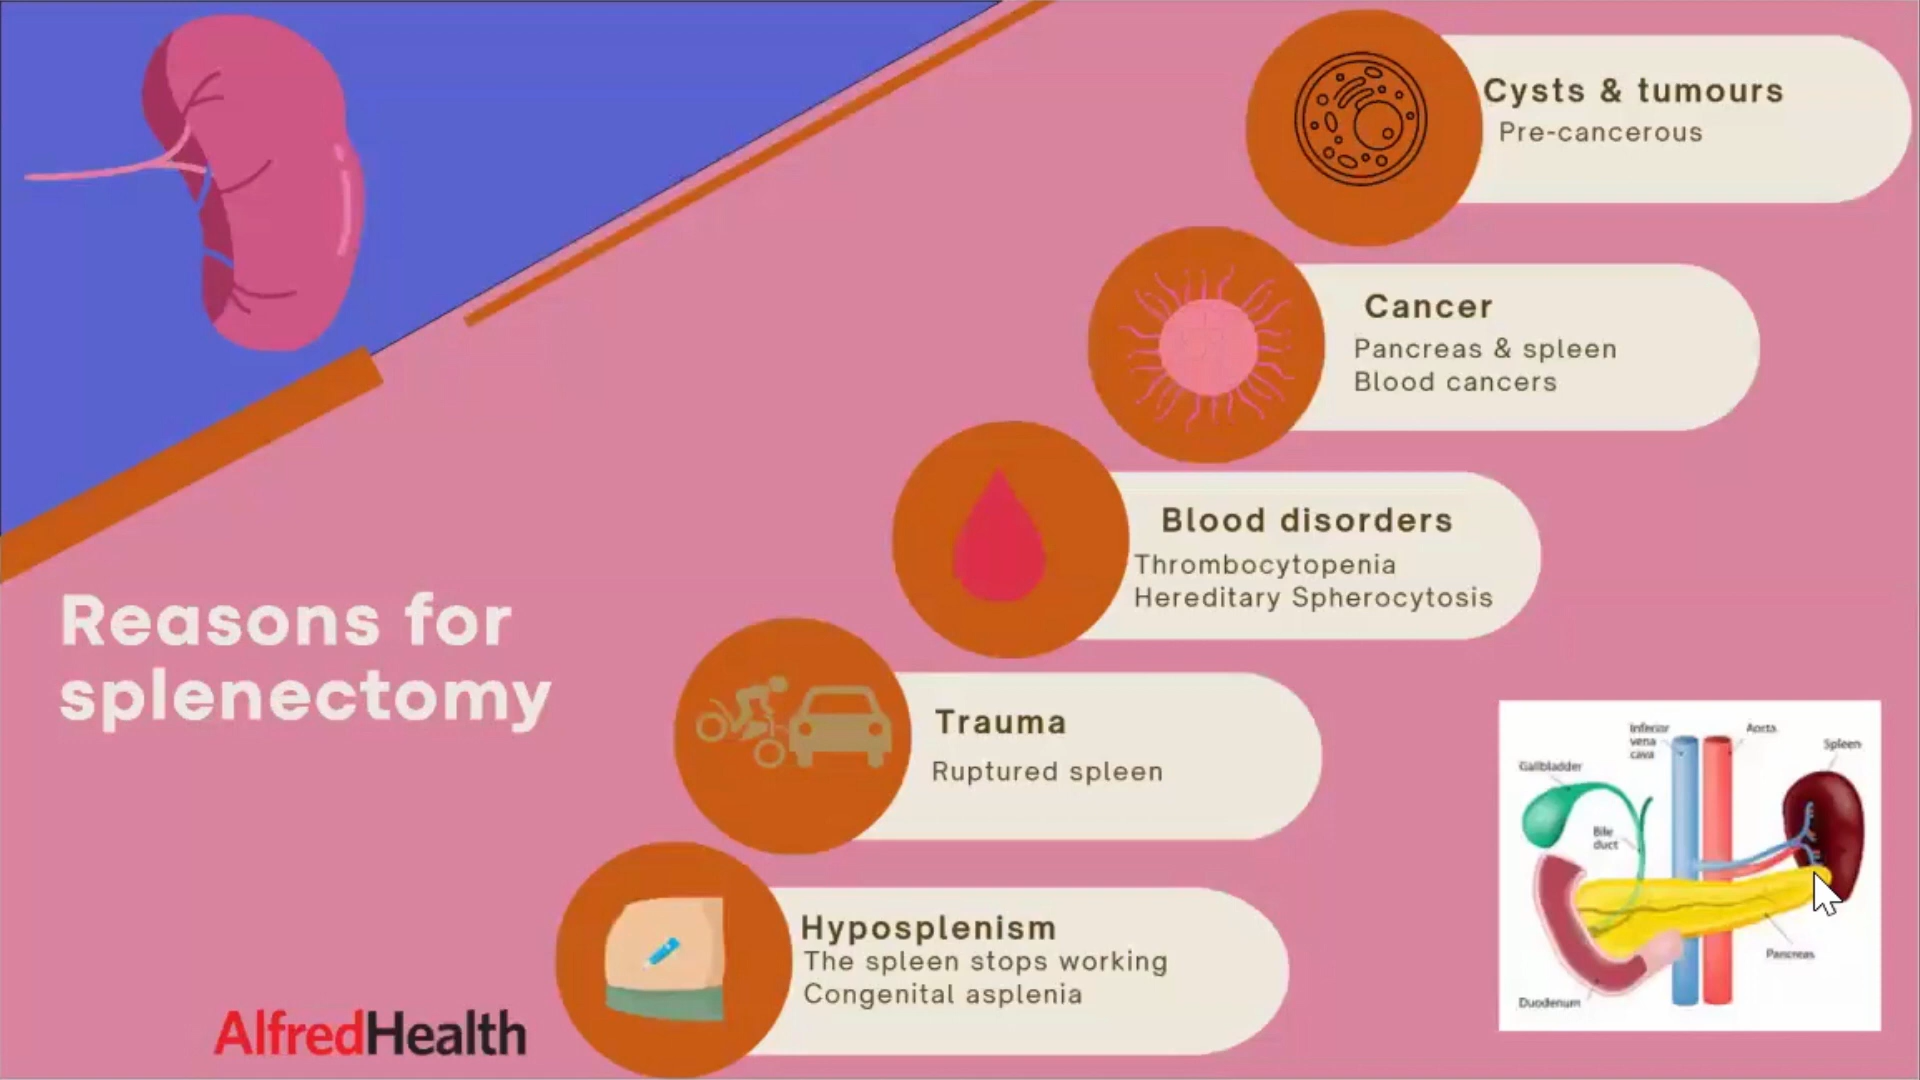 Cysts & tumours
Pre-cancerous
Cancer
Pancreas & spleen
Blood cancers
Blood disorders
Thrombocytopenia
Hereditary Spherocytosis
Reasons for
splenectomy
Trauma
Ruptured spleen
Hyposplenism
The spleen stops working
Congenital asplenia
AlfredHealth
Inferior
vena
cava
Aorta
Spleen
Gallbladder
Bile
duct
Pancreas
Duodenum